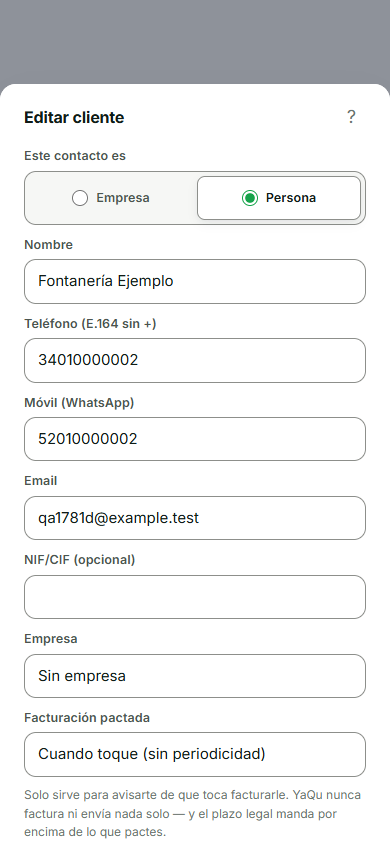 Editar cliente
?
Este contacto es
Empresa
Persona
Nombre
Fontanería Ejemplo
Teléfono (E.164 sin +)
34010000002
Móvil (WhatsApp)
52010000002
Email
qa1781d@example.test
NIF/CIF (opcional)
Empresa
Sin empresa
Facturación pactada
Cuando toque (sin periodicidad)
Solo sirve para avisarte de que toca facturarle. YaQu nunca
factura ni envía nada solo — y el plazo legal manda por
encima de lo que pactes.